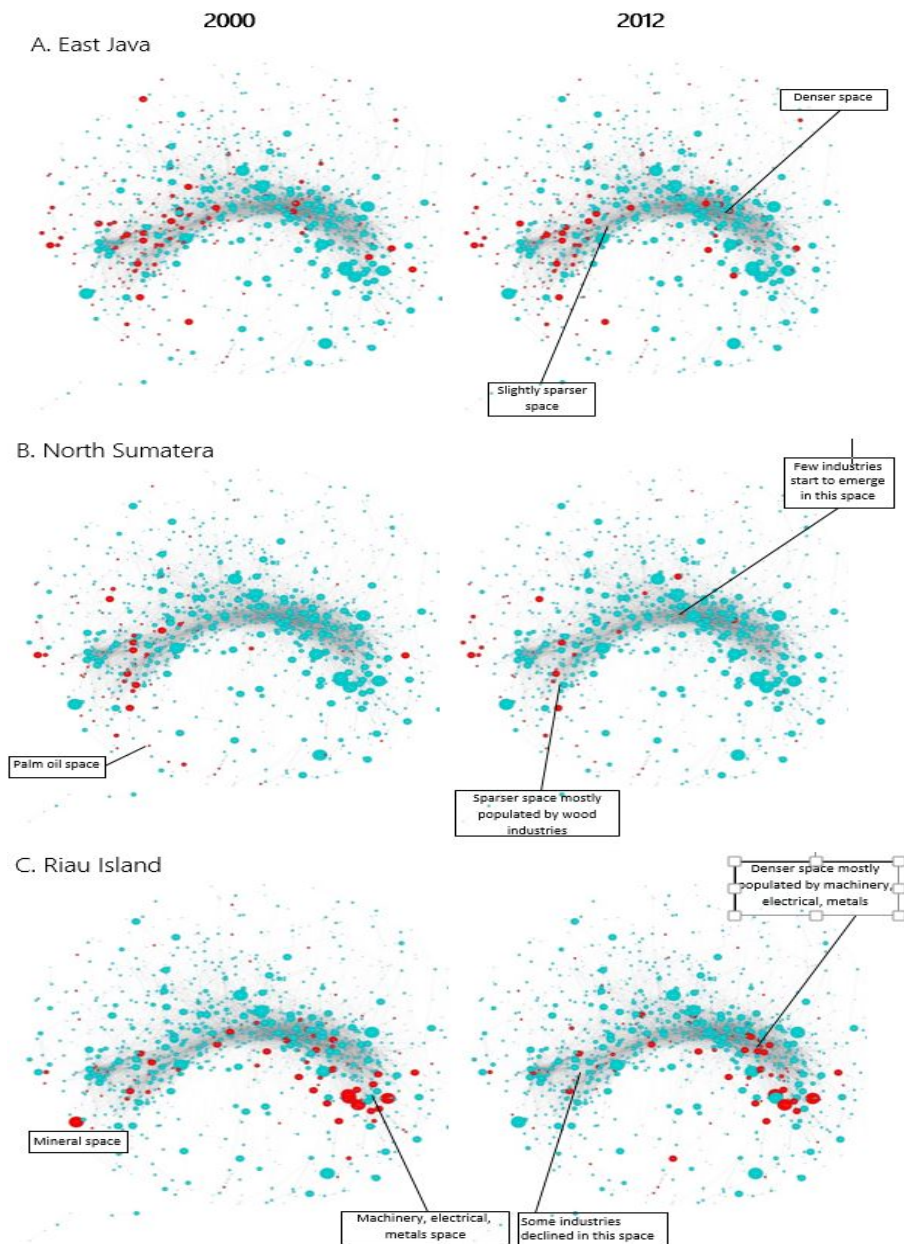 2000
2012
A. East Java
Denser space
Slightly sparser
space
B. North Sumatera
Few industries
start to emerge
in this space
Palm oil space
Sparser space mostly
populated by wood
industries
C. Riau Island
Denser space mostly
populated by machinery,
electrical, metals
Mineral space
Machinery, electrical,
metals space
Some industries
declined in this space